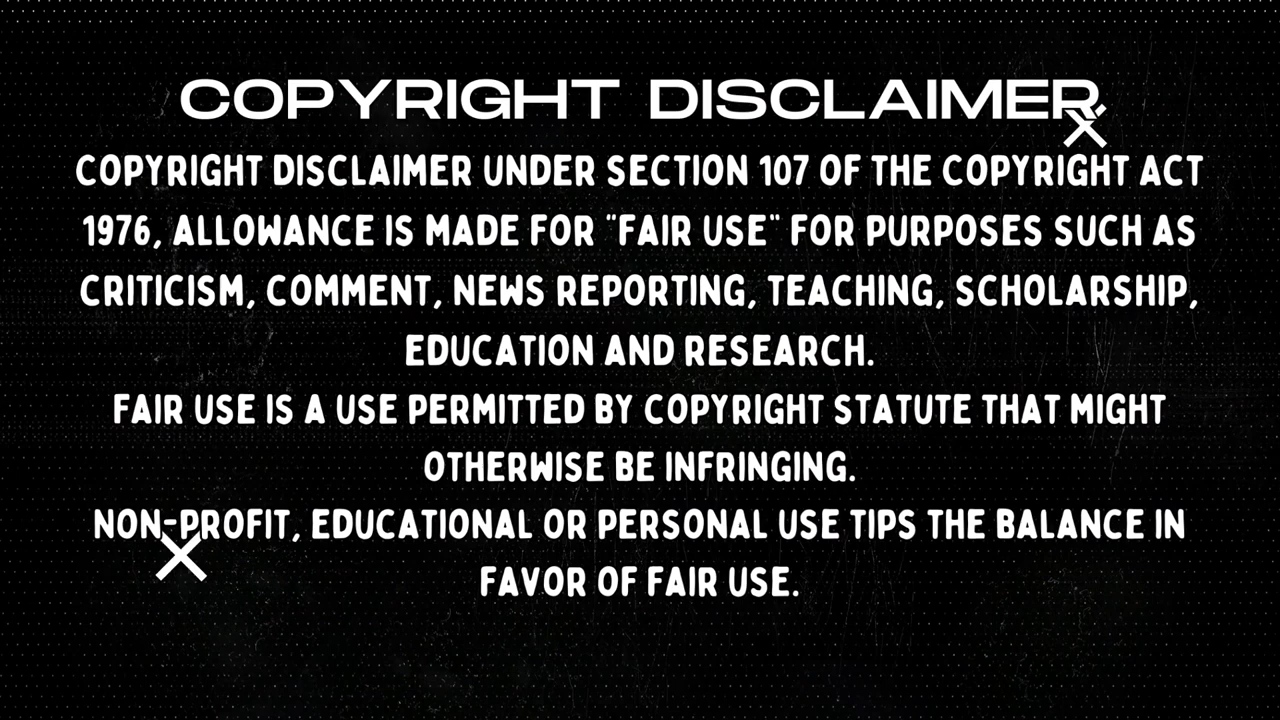 COPYRIGHT DISCLAIMER
COPYRIGHT DISCLAIMER UNDER SECTION 107 OF THE COPYRIGHT ACT
1976, ALLOWANCE IS MADE FOR "FAIR USE" FOR PURPOSES SUCH AS
CRITICISM, COMMENT, NEWS REPORTING, TEACHING, SCHOLARSHIP,
EDUCATION AND RESEARCH.
FAIR USE IS A USE PERMITTED BY COPYRIGHT STATUTE THAT MIGHT
OTHERWISE BE INFRINGING.
NON-PROFIT, EDUCATIONAL OR PERSONAL USE TIPS THE BALANCE IN
FAVOR OF FAIR USE.